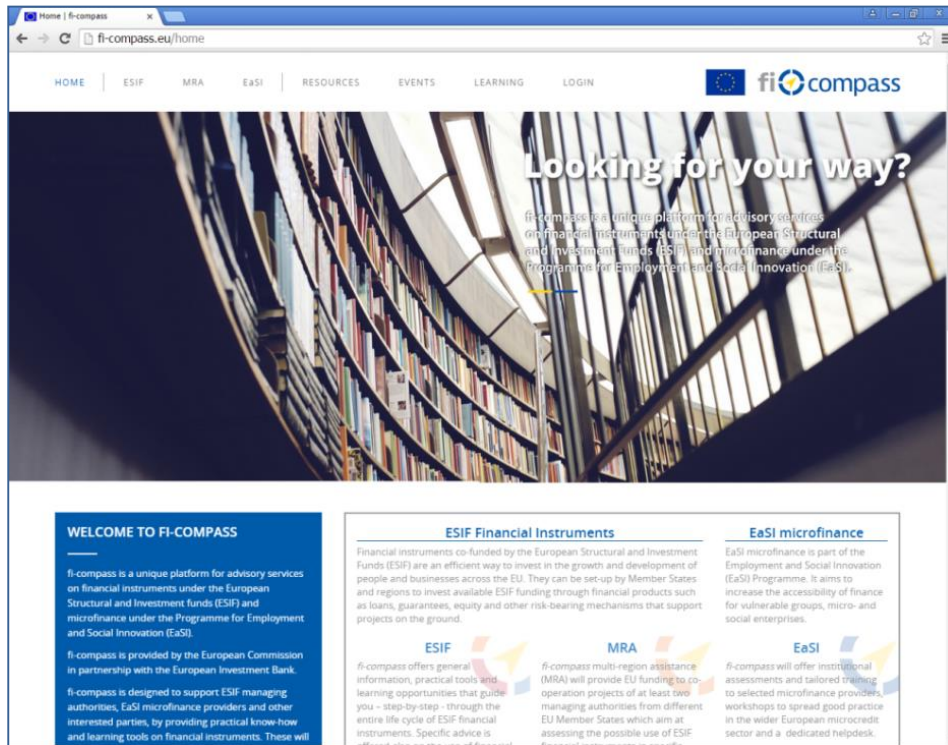 Home | fi-compass
fi-compass.eu/home
HOME
ESIF
MRA
EaSI
RESOURCES
EVENTS
LEARNING
LOGIN
fi compass
Looking for your way?
fi-compass is a unique platform for advisory services
on financial instruments under the European Structural
and Investment Funds (ESIF) and microfinance under the
Programme for Employment and Social Innovation (EaSI).
WELCOME TO FI-COMPASS
fi-compass is a unique platform for advisory services
on financial instruments under the European
Structural and Investment funds (ESIF) and
microfinance under the Programme for Employment
and Social Innovation (EaSI).
fi-compass is provided by the European Commission
in partnership with the European Investment Bank.
fi-compass is designed to support ESIF managing
authorities, EaSI microfinance providers and other
interested parties, by providing practical know-how
and learning tools on financial instruments. These will
ESIF Financial Instruments
Financial instruments co-funded by the European Structural and Investment
Funds (ESIF) are an efficient way to invest in the growth and development of
people and businesses across the EU. They can be set-up by Member States
and regions to invest available ESIF funding through financial products such
as loans, guarantees, equity and other risk-bearing mechanisms that support
projects on the ground.
EaSI microfinance
EaSI microfinance is part of the
Employment and Social Innovation
(EaSI) Programme. It aims to
increase the accessibility of finance
for vulnerable groups, micro- and
social enterprises.
ESIF
fi-compass offers general
information, practical tools and
learning opportunities that guide
you – step-by-step - through the
entire life cycle of ESIF financial
instruments. Specific advice is
offered also on the use of financial
MRA
fi-compass multi-region assistance
(MRA) will provide EU funding to co-
operation projects of at least two
managing authorities from different
EU Member States which aim at
assessing the possible use of ESIF
financial instruments in specific
EaSI
fi-compass will offer institutional
assessments and tailored training
to selected microfinance providers,
workshops to spread good practice
in the wider European microcredit
sector and a dedicated helpdesk.